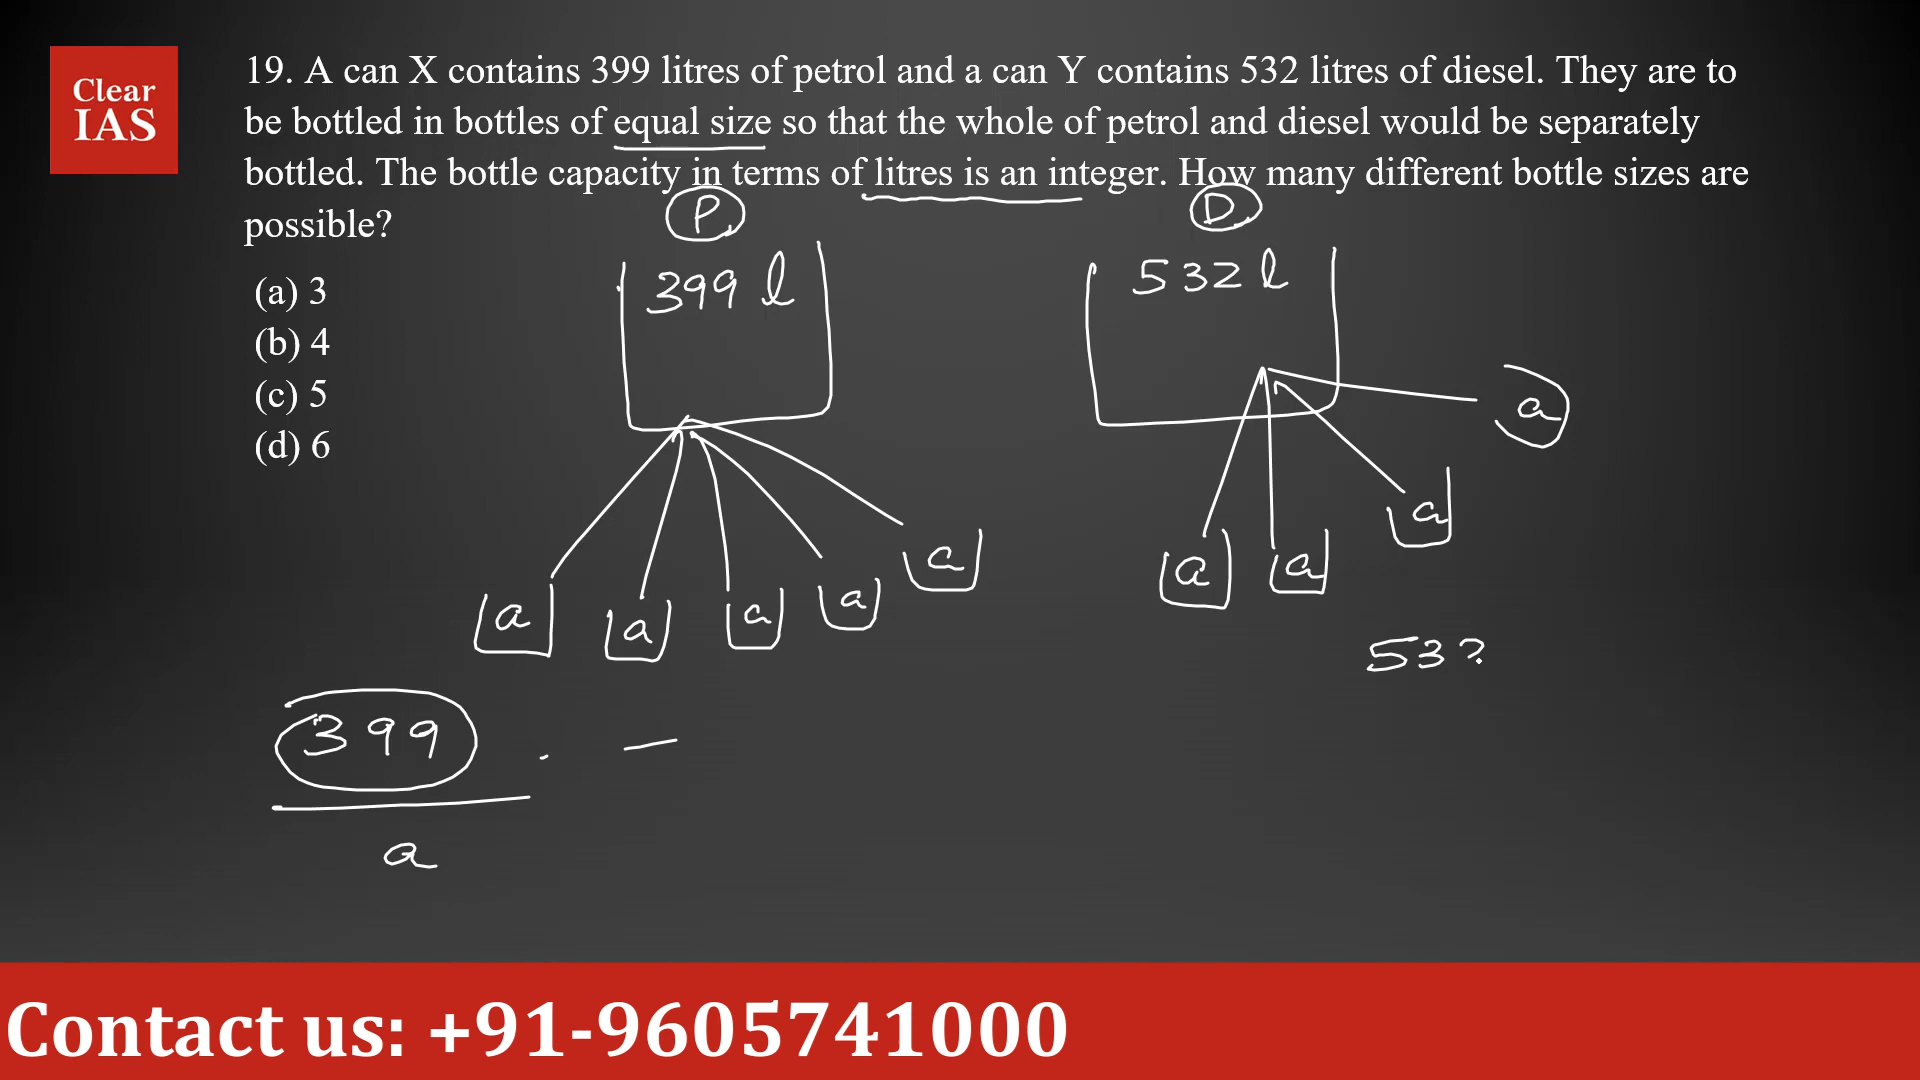 Clear
IAS
19. A can X contains 399 litres of petrol and a can Y contains 532 litres of diesel. They are to
be bottled in bottles of equal size so that the whole of petrol and diesel would be separately
bottled. The bottle capacity in terms of litres is an integer. How many different bottle sizes are
possible?
P
D
399 l
532 l
(a) 3
(b) 4
(c) 5
(d) 6
a
a
a
a
a
a
a
a
a
532
399
a
Contact us: +91-9605741000